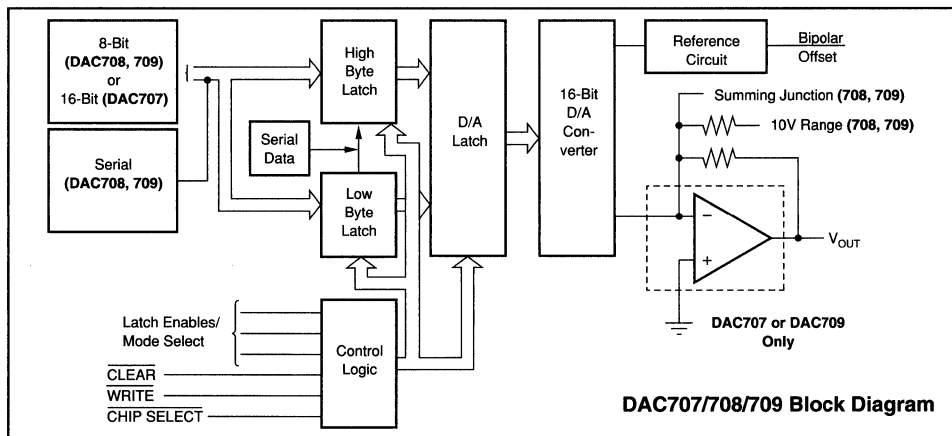 8-Bit
(DAC708, 709)
or
16-Bit (DAC707)
Serial
(DAC708, 709)
High
Byte
Latch
Serial
Data
Low
Byte
Latch
D/A
Latch
16-Bit
D/A
Con-
verter
Reference
Circuit
Bipolar
Offset
Summing Junction (708, 709)
10V Range (708, 709)
−
+
VOUT
DAC707 or DAC709
Only
Latch Enables/
Mode Select
CLEAR
WRITE
CHIP SELECT
Control
Logic
DAC707/708/709 Block Diagram